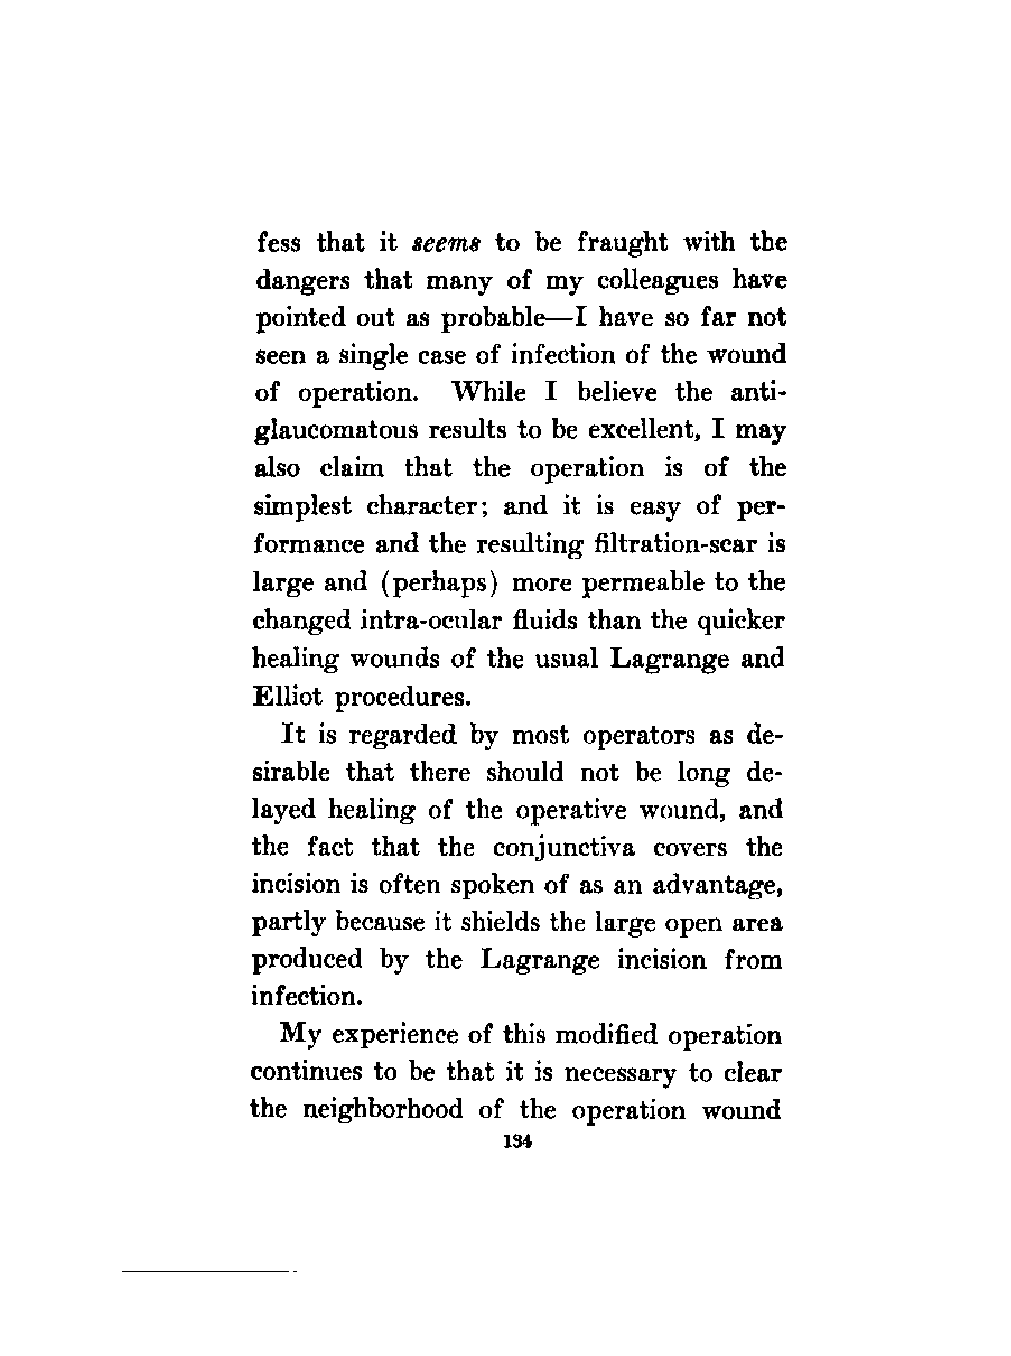 fess that it seems to be fraught with the
dangers that many of my colleagues have
pointed out as probable—I have so far not
seen a single case of infection of the wound
of operation. While I believe the anti-
glaucomatous results to be excellent, I may
also claim that the operation is of the
simplest character; and it is easy of per-
formance and the resulting filtration-scar is
large and (perhaps) more permeable to the
changed intra-ocular fluids than the quicker
healing wounds of the usual Lagrange and
Elliot procedures.
It is regarded by most operators as de-
sirable that there should not be long de-
layed healing of the operative wound, and
the fact that the conjunctiva covers the
incision is often spoken of as an advantage,
partly because it shields the large open area
produced by the Lagrange incision from
infection.
My experience of this modified operation
continues to be that it is necessary to clear
the neighborhood of the operation wound
134